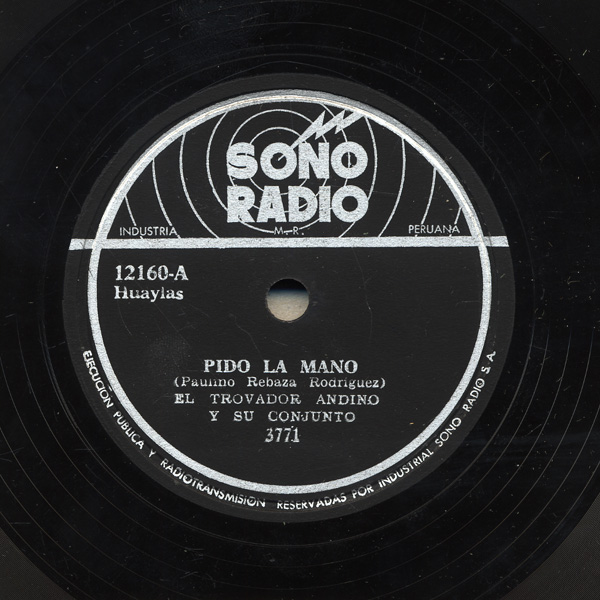 SONO
RADIO
INDUSTRIA M. R. PERUANA
12160-A
Huaylas
PIDO LA MANO
(Paulino Rebaza Rodriguez)
EL TROVADOR ANDINO
Y SU CONJUNTO
3771
EJECUCION PUBLICA Y RADIOTRANSMISION RESERVADAS POR INDUSTRIAL SONO RADIO S. A.